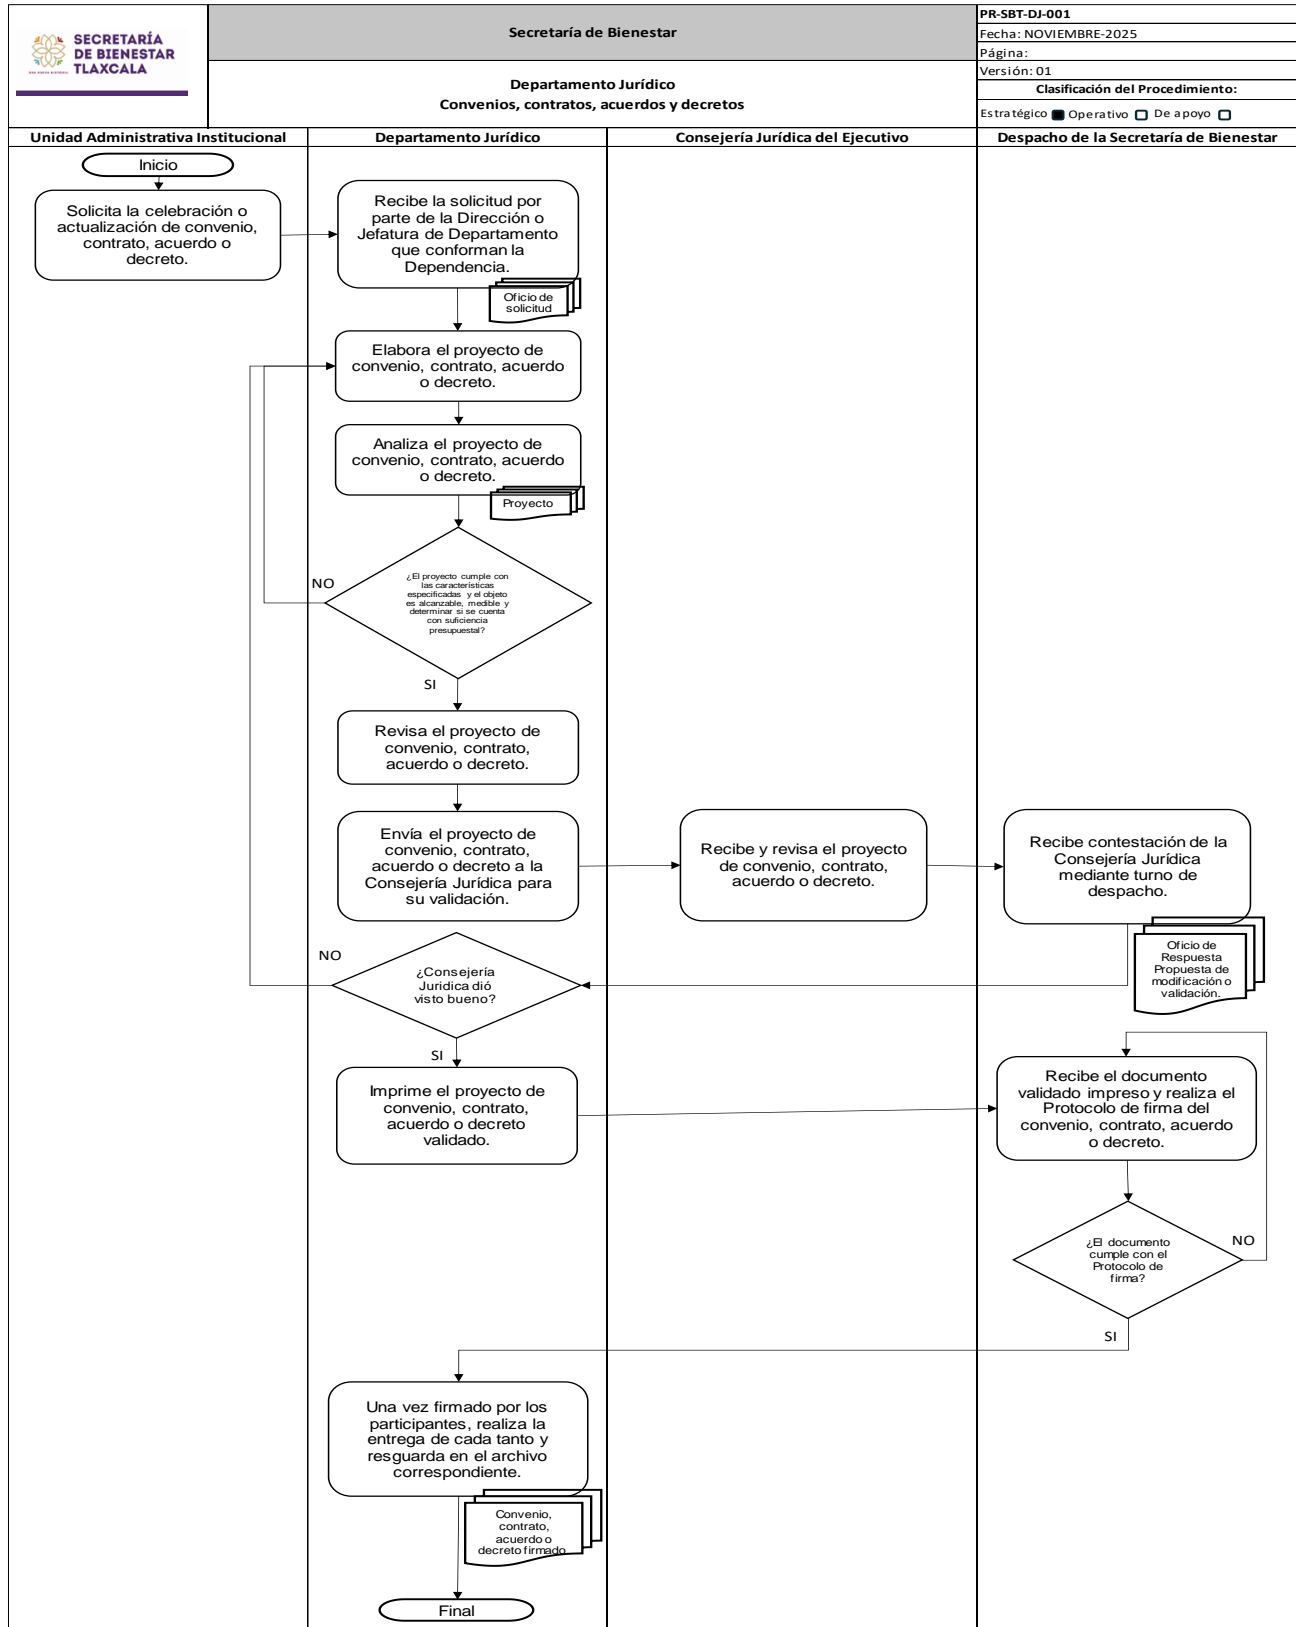 SECRETARÍA
DE BIENESTAR
TLAXCALA
Secretaría de Bienestar
Departamento Jurídico
Convenios, contratos, acuerdos y decretos
PR-SBT-DJ-001
Fecha: NOVIEMBRE-2025
Página:
Versión: 01
Clasificación del Procedimiento:
Estratégico Operativo De apoyo
Unidad Administrativa Institucional
Departamento Jurídico
Consejería Jurídica del Ejecutivo
Despacho de la Secretaría de Bienestar
Inicio
Solicita la celebración o
actualización de convenio,
contrato, acuerdo o
decreto.
Recibe la solicitud por
parte de la Dirección o
Jefatura de Departamento
que conforman la
Dependencia.
Oficio de
solicitud
Elabora el proyecto de
convenio, contrato, acuerdo
o decreto.
Analiza el proyecto de
convenio, contrato, acuerdo
o decreto.
Proyecto
NO
¿El proyecto cumple con
las características
especificadas y el objeto
es alcanzable, medible y
determinar si se cuenta
con suficiencia
presupuestal?
SI
Revisa el proyecto de
convenio, contrato,
acuerdo o decreto.
Envía el proyecto de
convenio, contrato,
acuerdo o decreto a la
Consejería Jurídica para
su validación.
Recibe y revisa el proyecto
de convenio, contrato,
acuerdo o decreto.
Recibe contestación de la
Consejería Jurídica
mediante turno de
despacho.
Oficio de
Respuesta
Propuesta de
modificación o
validación.
NO
¿Consejería
Juridica dió
visto bueno?
SI
Imprime el proyecto de
convenio, contrato,
acuerdo o decreto
validado.
Recibe el documento
validado impreso y realiza el
Protocolo de firma del
convenio, contrato, acuerdo
o decreto.
¿El documento
cumple con el
Protocolo de
firma?
NO
SI
Una vez firmado por los
participantes, realiza la
entrega de cada tanto y
resguarda en el archivo
correspondiente.
Convenio,
contrato,
acuerdo o
decreto firmado
Final